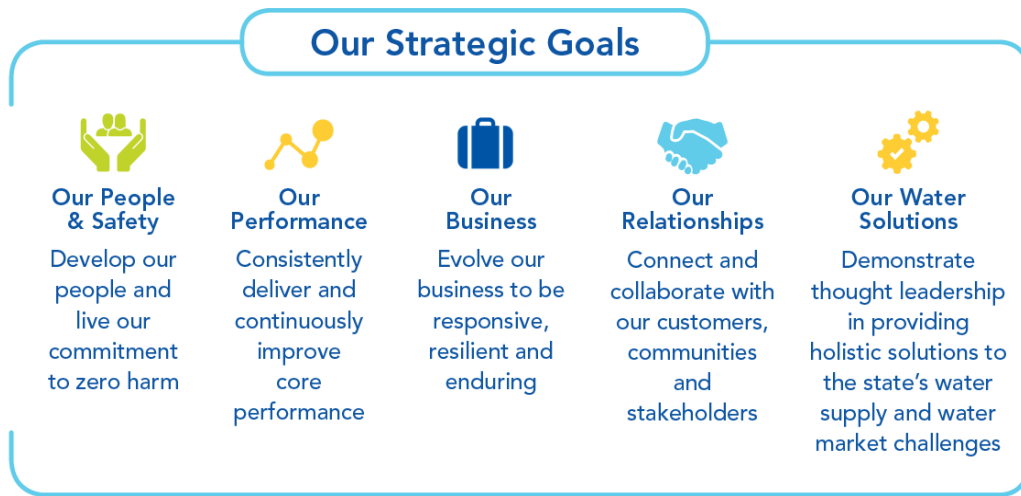 Our Strategic Goals
Our People
& Safety
Develop our
people and
live our
commitment
to zero harm
Our
Performance
Consistently
deliver and
continuously
improve
core
performance
Our
Business
Evolve our
business to be
responsive,
resilient and
enduring
Our
Relationships
Connect and
collaborate with
our customers,
communities
and
stakeholders
Our Water
Solutions
Demonstrate
thought leadership
in providing
holistic solutions to
the state’s water
supply and water
market challenges